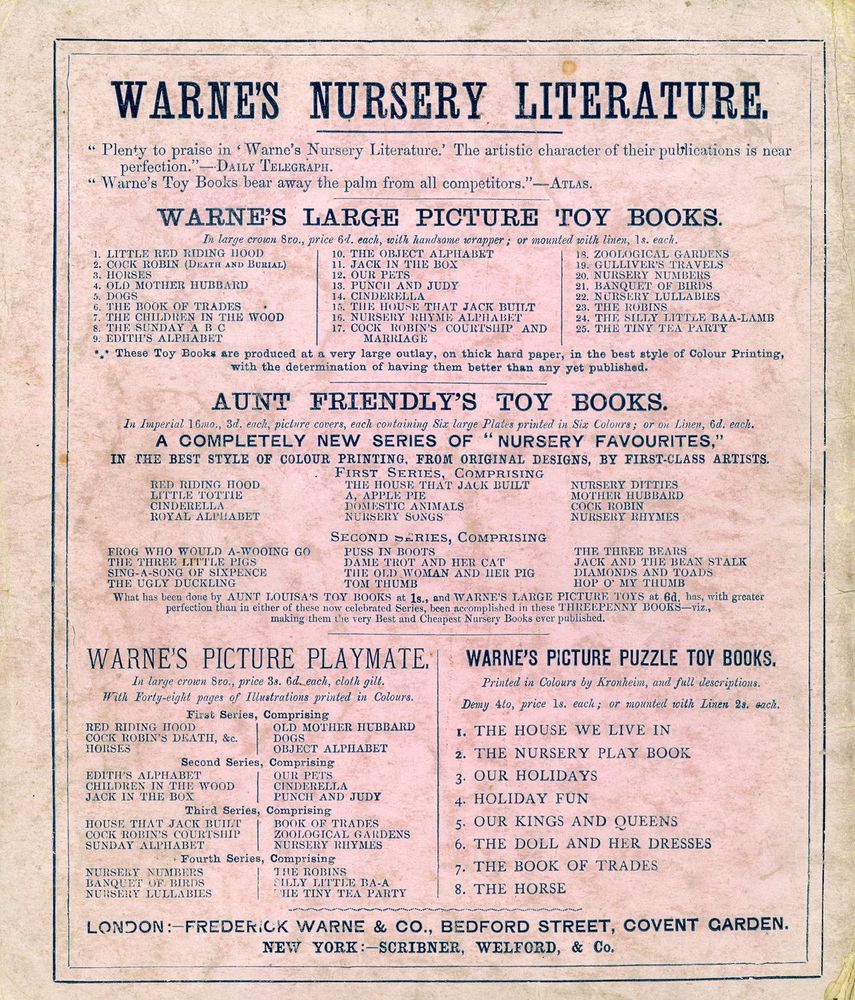 WARNE'S NURSERY LITERATURE.
" Plenty to praise in ' Warne's Nursery Literature.' The artistic character of their publications is near
perfection."—DAILY TELEGRAPH.
" Warne's Toy Books bear away the palm from all competitors."—ATLAS.
WARNE'S LARGE PICTURE TOY BOOKS.
In large crown 8vo., price 6d. each, with handsome wrapper; or mounted with linen, 1s. each.
1. LITTLE RED RIDING HOOD
2. COCK ROBIN (DEATH AND BURIAL)
3. HORSES
4. OLD MOTHER HUBBARD
5. DOGS
6. THE BOOK OF TRADES
7. THE CHILDREN IN THE WOOD
8. THE SUNDAY A B C
9. EDITH'S ALPHABET
10. THE OBJECT ALPHABET
11. JACK IN THE BOX
12. OUR PETS
13. PUNCH AND JUDY
14. CINDERELLA
15. THE HOUSE THAT JACK BUILT
16. NURSERY RHYME ALPHABET
17. COCK ROBIN'S COURTSHIP AND
MARRIAGE
18. ZOOLOGICAL GARDENS
19. GULLIVER'S TRAVELS
20. NURSERY NUMBERS
21. BANQUET OF BIRDS
22. NURSERY LULLABIES
23. THE ROBINS
24. THE SILLY LITTLE BAA-LAMB
25. THE TINY TEA PARTY
*.* These Toy Books are produced at a very large outlay, on thick hard paper, in the best style of Colour Printing,
with the determination of having them better than any yet published.
AUNT FRIENDLY'S TOY BOOKS.
In Imperial 16mo., 3d. each, picture covers, each containing Six large Plates printed in Six Colours; or on Linen, 6d. each.
A COMPLETELY NEW SERIES OF "NURSERY FAVOURITES,"
IN THE BEST STYLE OF COLOUR PRINTING, FROM ORIGINAL DESIGNS, BY FIRST-CLASS ARTISTS.
FIRST SERIES, COMPRISING
RED RIDING HOOD
LITTLE TOTTIE
CINDERELLA
ROYAL ALPHABET
THE HOUSE THAT JACK BUILT
A, APPLE PIE
DOMESTIC ANIMALS
NURSERY SONGS
NURSERY DITTIES
MOTHER HUBBARD
COCK ROBIN
NURSERY RHYMES
SECOND SERIES, COMPRISING
FROG WHO WOULD A-WOOING GO
THE THREE LITTLE PIGS
SING-A-SONG OF SIXPENCE
THE UGLY DUCKLING
PUSS IN BOOTS
DAME TROT AND HER CAT
THE OLD WOMAN AND HER PIG
TOM THUMB
THE THREE BEARS
JACK AND THE BEAN STALK
DIAMONDS AND TOADS
HOP O' MY THUMB
What has been done by AUNT LOUISA'S TOY BOOKS at 1s., and WARNE'S LARGE PICTURE TOYS at 6d. has, with greater
perfection than in either of these now celebrated Series, been accomplished in these THREEPENNY BOOKS—viz.,
making them the very Best and Cheapest Nursery Books ever published.
WARNE'S PICTURE PLAYMATE.
In large crown 8vo., price 3s. 6d. each, cloth gilt.
With Forty-eight pages of Illustrations printed in Colours.
First Series, Comprising
RED RIDING HOOD
COCK ROBIN'S DEATH, &c.
HORSES
OLD MOTHER HUBBARD
DOGS
OBJECT ALPHABET
Second Series, Comprising
EDITH'S ALPHABET
CHILDREN IN THE WOOD
JACK IN THE BOX
OUR PETS
CINDERELLA
PUNCH AND JUDY
Third Series, Comprising
HOUSE THAT JACK BUILT
COCK ROBIN'S COURTSHIP
SUNDAY ALPHABET
BOOK OF TRADES
ZOOLOGICAL GARDENS
NURSERY RHYMES
Fourth Series, Comprising
NURSERY NUMBERS
BANQUET OF BIRDS
NURSERY LULLABIES
THE ROBINS
SILLY LITTLE BA-A
THE TINY TEA PARTY
WARNE'S PICTURE PUZZLE TOY BOOKS.
Printed in Colours by Kronheim, and full descriptions.
Demy 4to, price 1s. each; or mounted with Linen 2s. each.
1. THE HOUSE WE LIVE IN
2. THE NURSERY PLAY BOOK
3. OUR HOLIDAYS
4. HOLIDAY FUN
5. OUR KINGS AND QUEENS
6. THE DOLL AND HER DRESSES
7. THE BOOK OF TRADES
8. THE HORSE
LONDON:—FREDERICK WARNE & CO., BEDFORD STREET, COVENT GARDEN.
NEW YORK:—SCRIBNER, WELFORD, & Co.